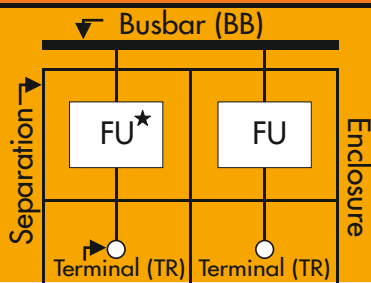 Busbar (BB)
Separation
FU★
FU
Enclosure
Terminal (TR)
Terminal (TR)